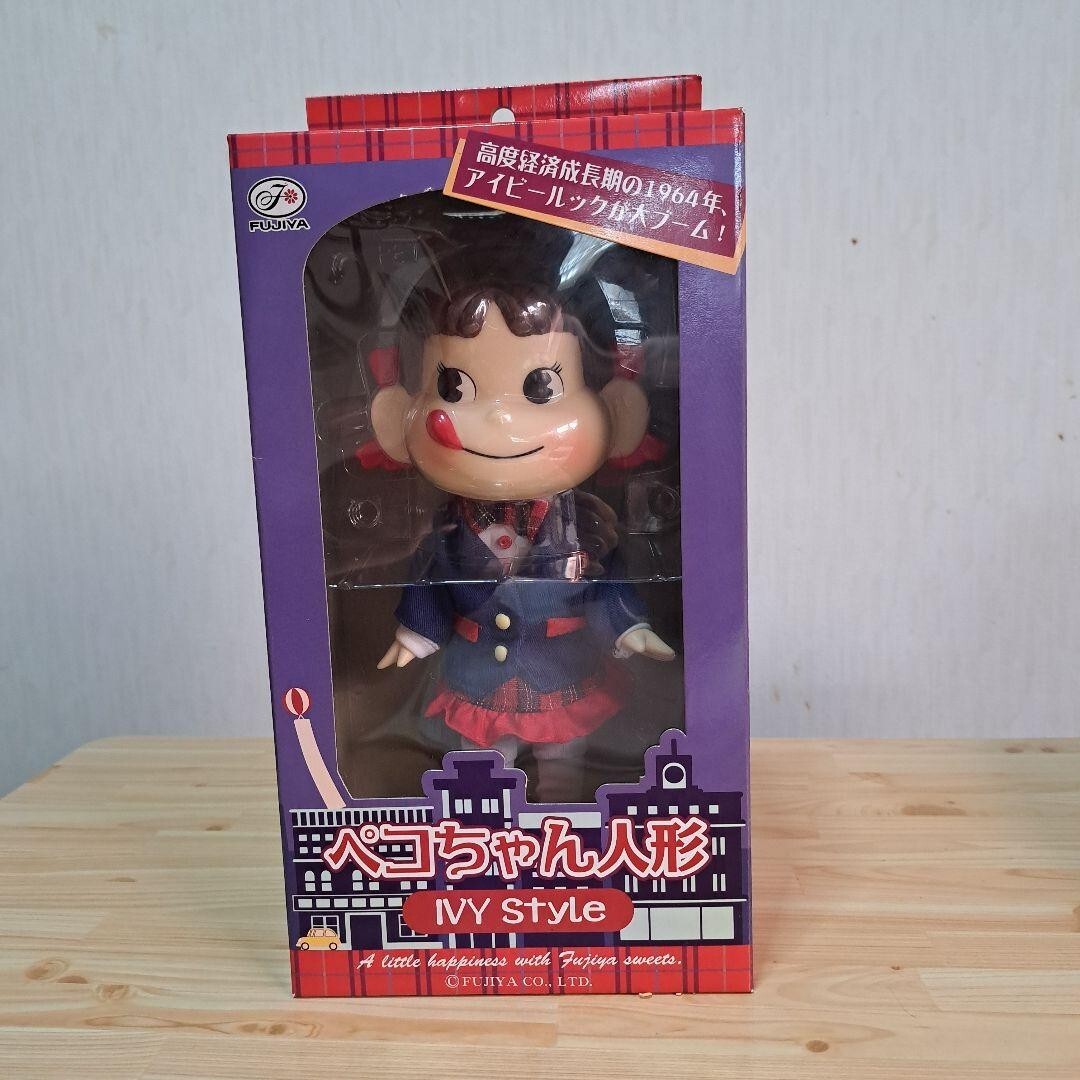 高度経済成長期の1964年、
アイビールックが大ブーム!
FUJIYA
ペコちゃん人形
IVY Style
A little happiness with Fujiya sweets.
© FUJIYA CO., LTD.